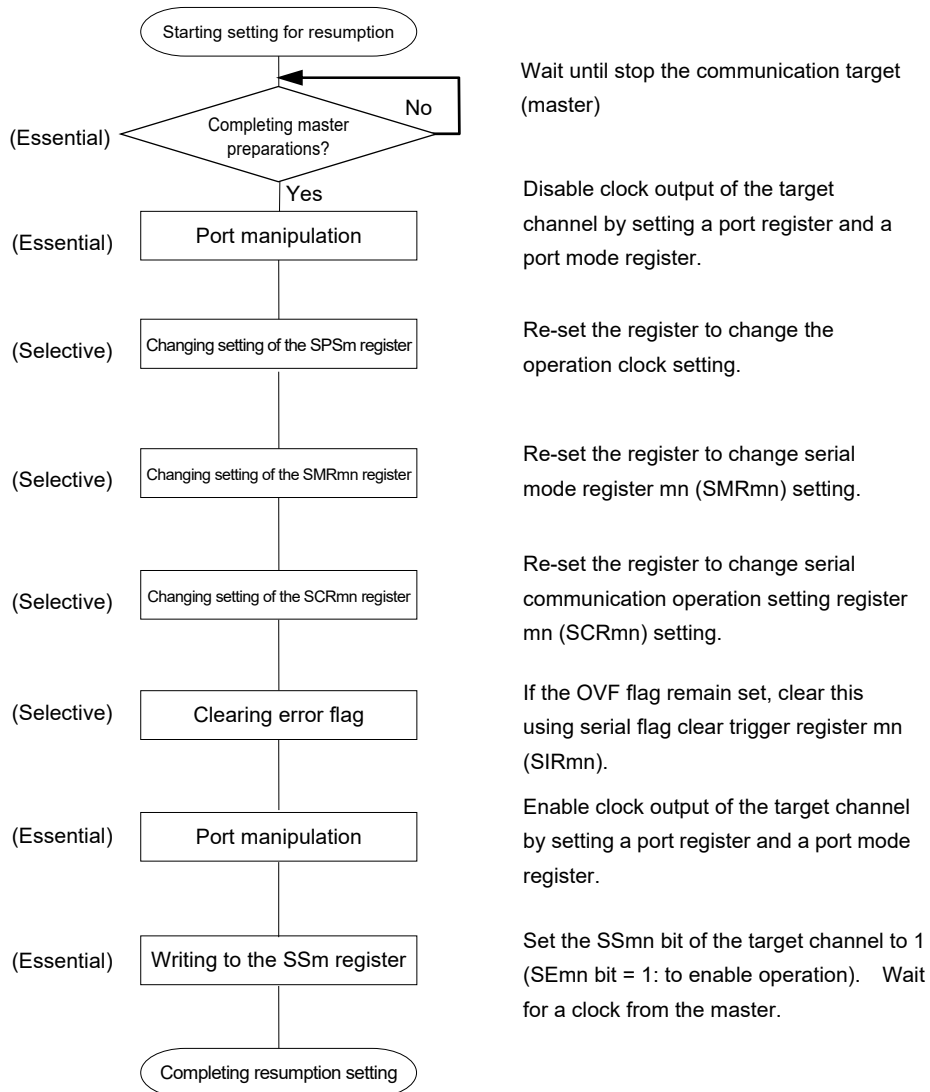 Starting setting for resumption
Wait until stop the communication target
(master)
No
(Essential)
Completing master
preparations?
Yes
Disable clock output of the target
channel by setting a port register and a
port mode register.
(Essential)
Port manipulation
Re-set the register to change the
operation clock setting.
(Selective)
Changing setting of the SPSm register
Re-set the register to change serial
mode register mn (SMRmn) setting.
(Selective)
Changing setting of the SMRmn register
Re-set the register to change serial
communication operation setting register
mn (SCRmn) setting.
(Selective)
Changing setting of the SCRmn register
If the OVF flag remain set, clear this
using serial flag clear trigger register mn
(SIRmn).
(Selective)
Clearing error flag
Enable clock output of the target channel
by setting a port register and a port mode
register.
(Essential)
Port manipulation
Set the SSmn bit of the target channel to 1
(SEmn bit = 1: to enable operation). Wait
for a clock from the master.
(Essential)
Writing to the SSm register
Completing resumption setting